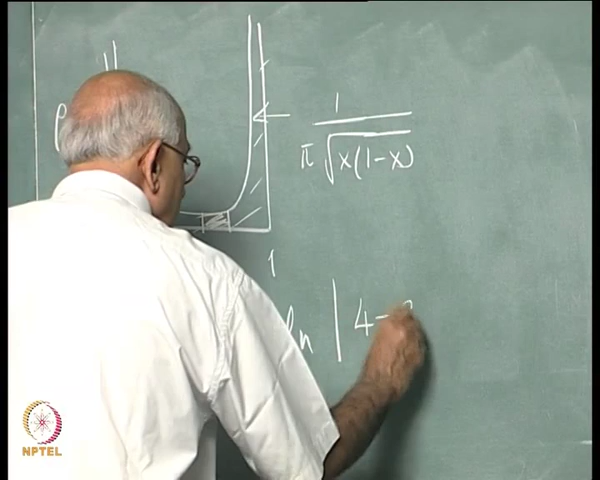 ρ
1
π √x(1-x)
1
ln | 4-
NPTEL